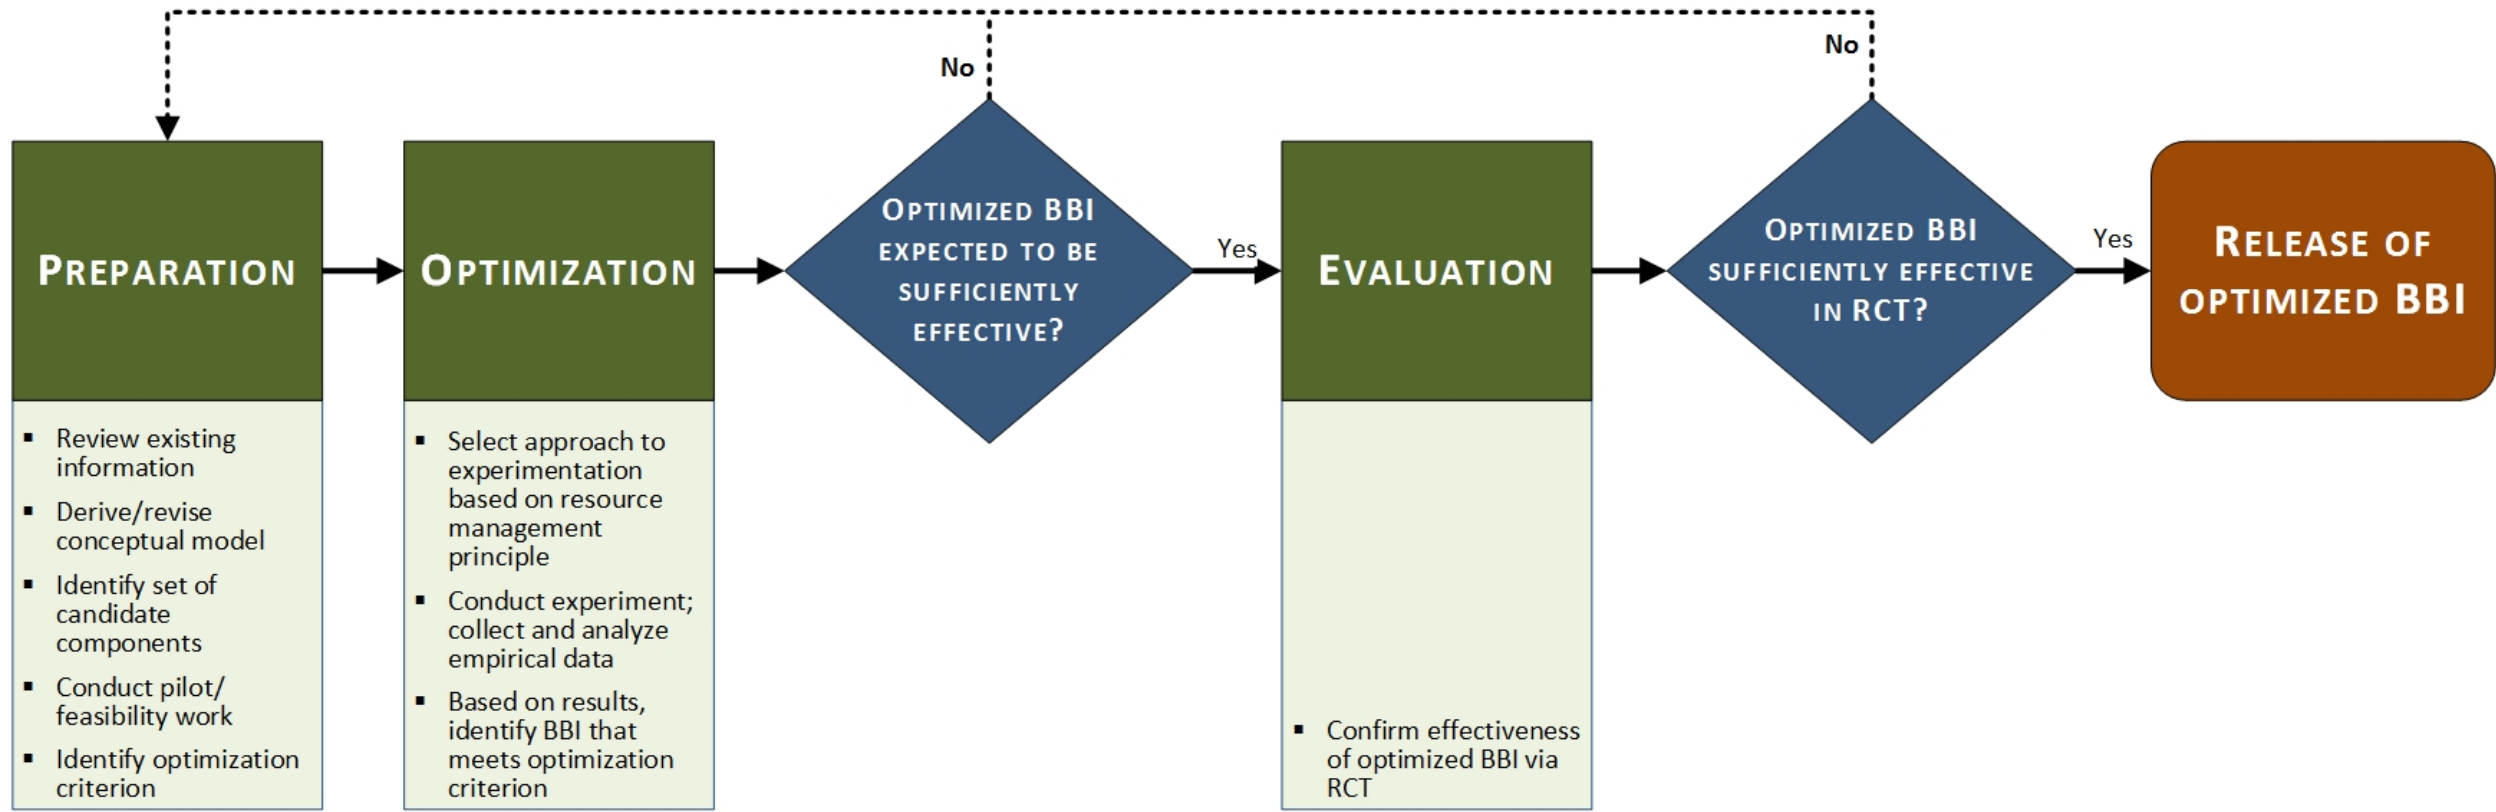 No
No
PREPARATION
▪ Review existing
information
▪ Derive/revise
conceptual model
▪ Identify set of
candidate
components
▪ Conduct pilot/
feasibility work
▪ Identify optimization
criterion
OPTIMIZATION
▪ Select approach to
experimentation
based on resource
management
principle
▪ Conduct experiment;
collect and analyze
empirical data
▪ Based on results,
identify BBI that
meets optimization
criterion
OPTIMIZED BBI
EXPECTED TO BE
SUFFICIENTLY
EFFECTIVE?
Yes
EVALUATION
▪ Confirm effectiveness
of optimized BBI via
RCT
OPTIMIZED BBI
SUFFICIENTLY EFFECTIVE
IN RCT?
Yes
RELEASE OF
OPTIMIZED BBI